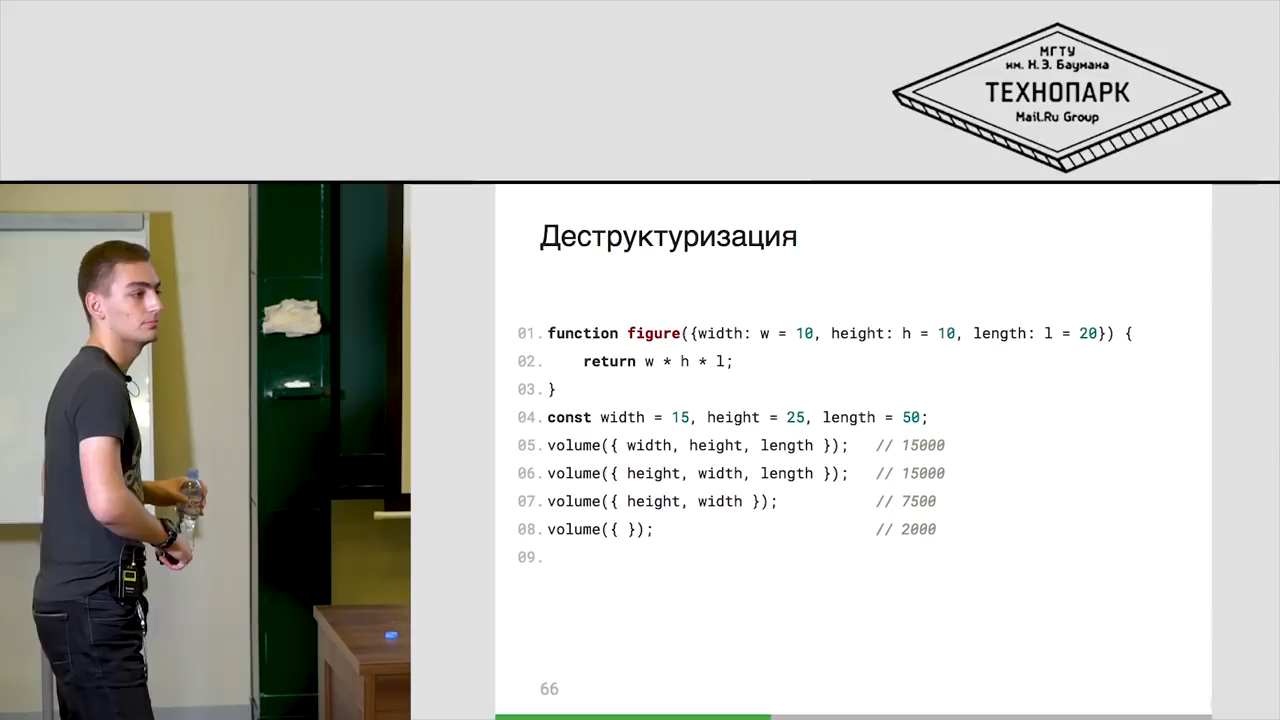 МГТУ
им. Н.Э. Баумана
ТЕХНОПАРК
Mail.Ru Group
Деструктуризация
01. function figure({width: w = 10, height: h = 10, length: l = 20}) {
02. return w * h * l;
03. }
04. const width = 15, height = 25, length = 50;
05. volume({ width, height, length }); // 15000
06. volume({ height, width, length }); // 15000
07. volume({ height, width }); // 7500
08. volume({ }); // 2000
09.
66